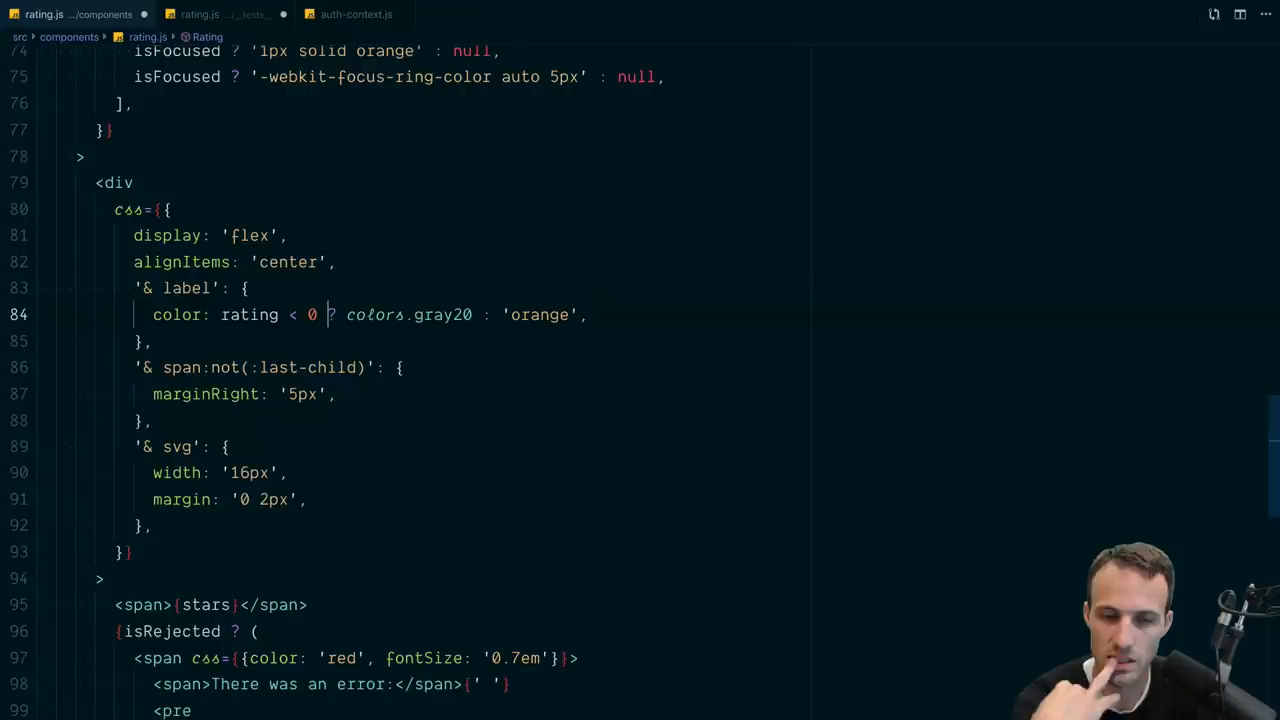 rating.js .../components
rating.js .../__tests__
auth-context.js
src > components > rating.js > Rating
74 isFocused ? '1px solid orange' : null,
75 isFocused ? '-webkit-focus-ring-color auto 5px' : null,
76 ],
77 }}
78 >
79 <div
80 css={{
81 display: 'flex',
82 alignItems: 'center',
83 '& label': {
84 color: rating < 0 ? colors.gray20 : 'orange',
85 },
86 '& span:not(:last-child)': {
87 marginRight: '5px',
88 },
89 '& svg': {
90 width: '16px',
91 margin: '0 2px',
92 },
93 }}
94 >
95 <span>{stars}</span>
96 {isRejected ? (
97 <span css={{color: 'red', fontSize: '0.7em'}}>
98 <span>There was an error:</span>{' '}
99 <pre